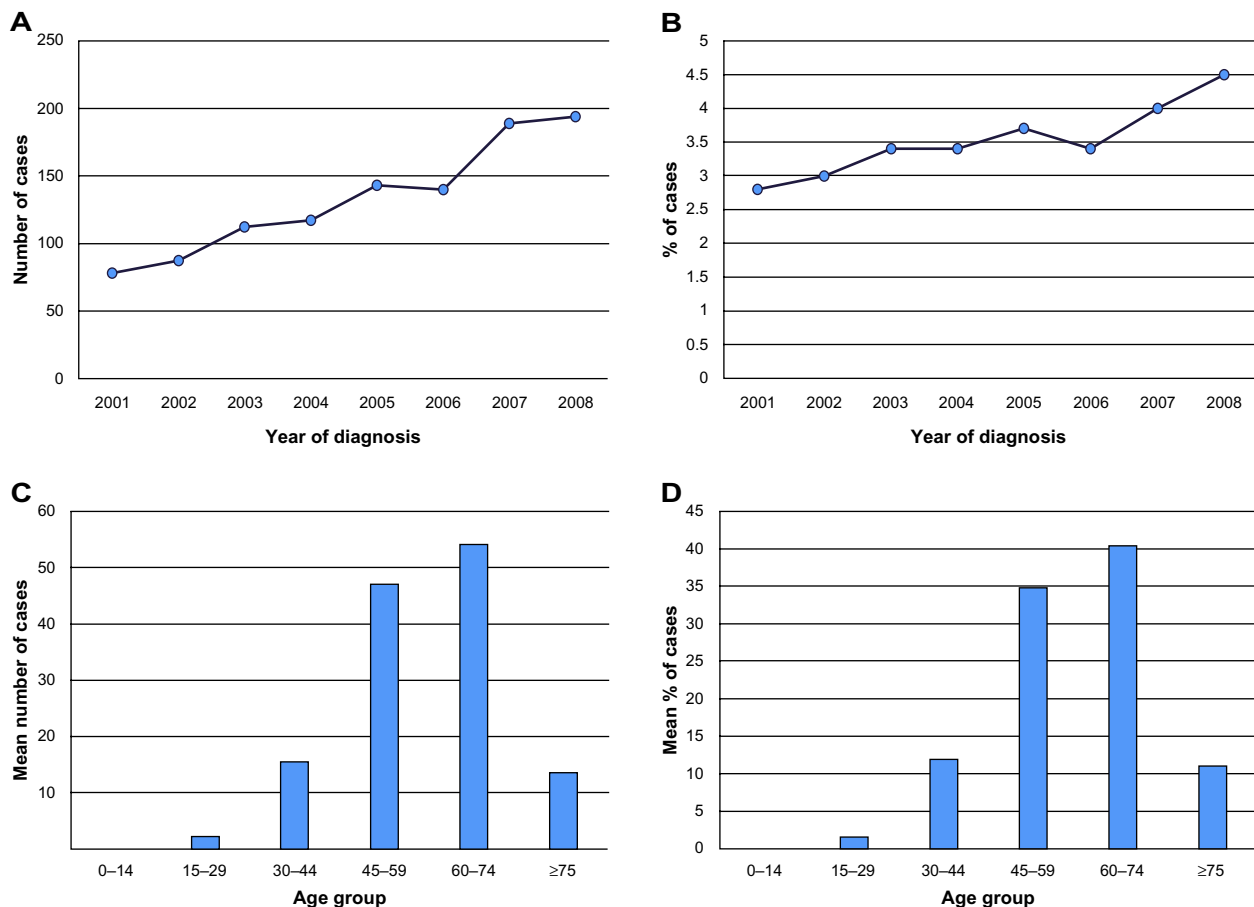 A
Number of cases
250
200
150
100
50
0
2001 2002 2003 2004 2005 2006 2007 2008
Year of diagnosis
B
% of cases
5
4.5
4
3.5
3
2.5
2
1.5
1
0.5
0
2001 2002 2003 2004 2005 2006 2007 2008
Year of diagnosis
C
Mean number of cases
60
50
40
30
20
10
0–14 15–29 30–44 45–59 60–74 ≥75
Age group
D
Mean % of cases
45
40
35
30
25
20
15
10
5
0
0–14 15–29 30–44 45–59 60–74 ≥75
Age group